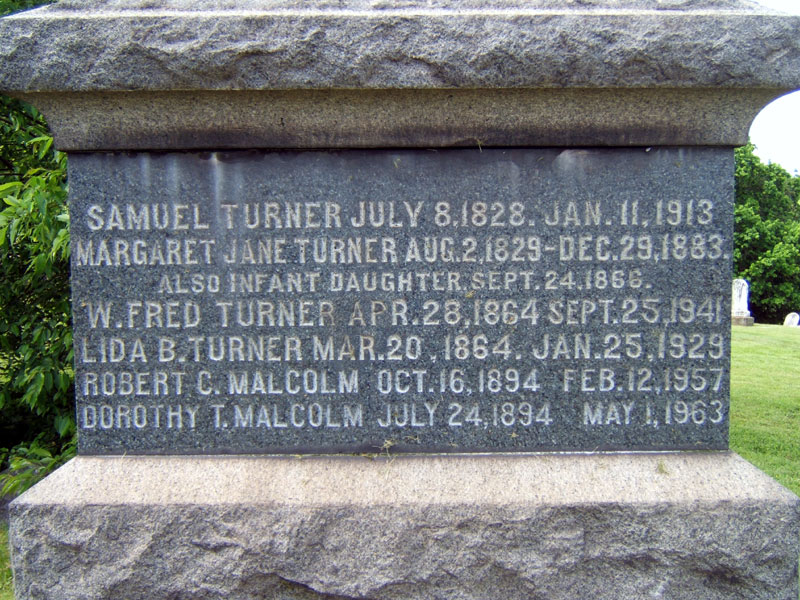 SAMUEL TURNER JULY 8,1828. JAN. 11,1913
MARGARET JANE TURNER AUG.2,1829-DEC.29,1883.
ALSO INFANT DAUGHTER.SEPT.24.1866.
W.FRED TURNER APR.28,1864 SEPT.25,1941
LIDA B.TURNER MAR.20,1864. JAN.25,1929
ROBERT C. MALCOLM OCT.16,1894 FEB.12,1957
DOROTHY T. MALCOLM JULY 24,1894 MAY 1,1963